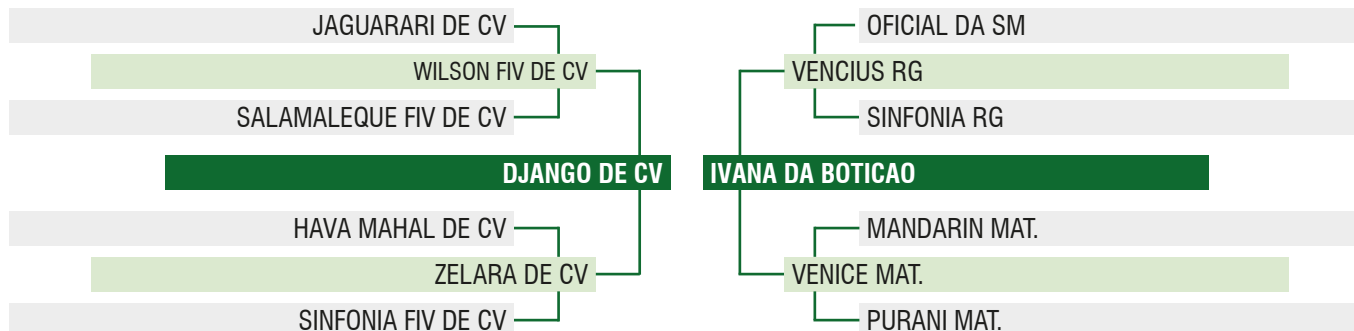 JAGUARARI DE CV
WILSON FIV DE CV
SALAMALEQUE FIV DE CV
DJANGO DE CV
HAVA MAHAL DE CV
ZELARA DE CV
SINFONIA FIV DE CV
OFICIAL DA SM
VENCIUS RG
SINFONIA RG
IVANA DA BOTICAO
MANDARIN MAT.
VENICE MAT.
PURANI MAT.